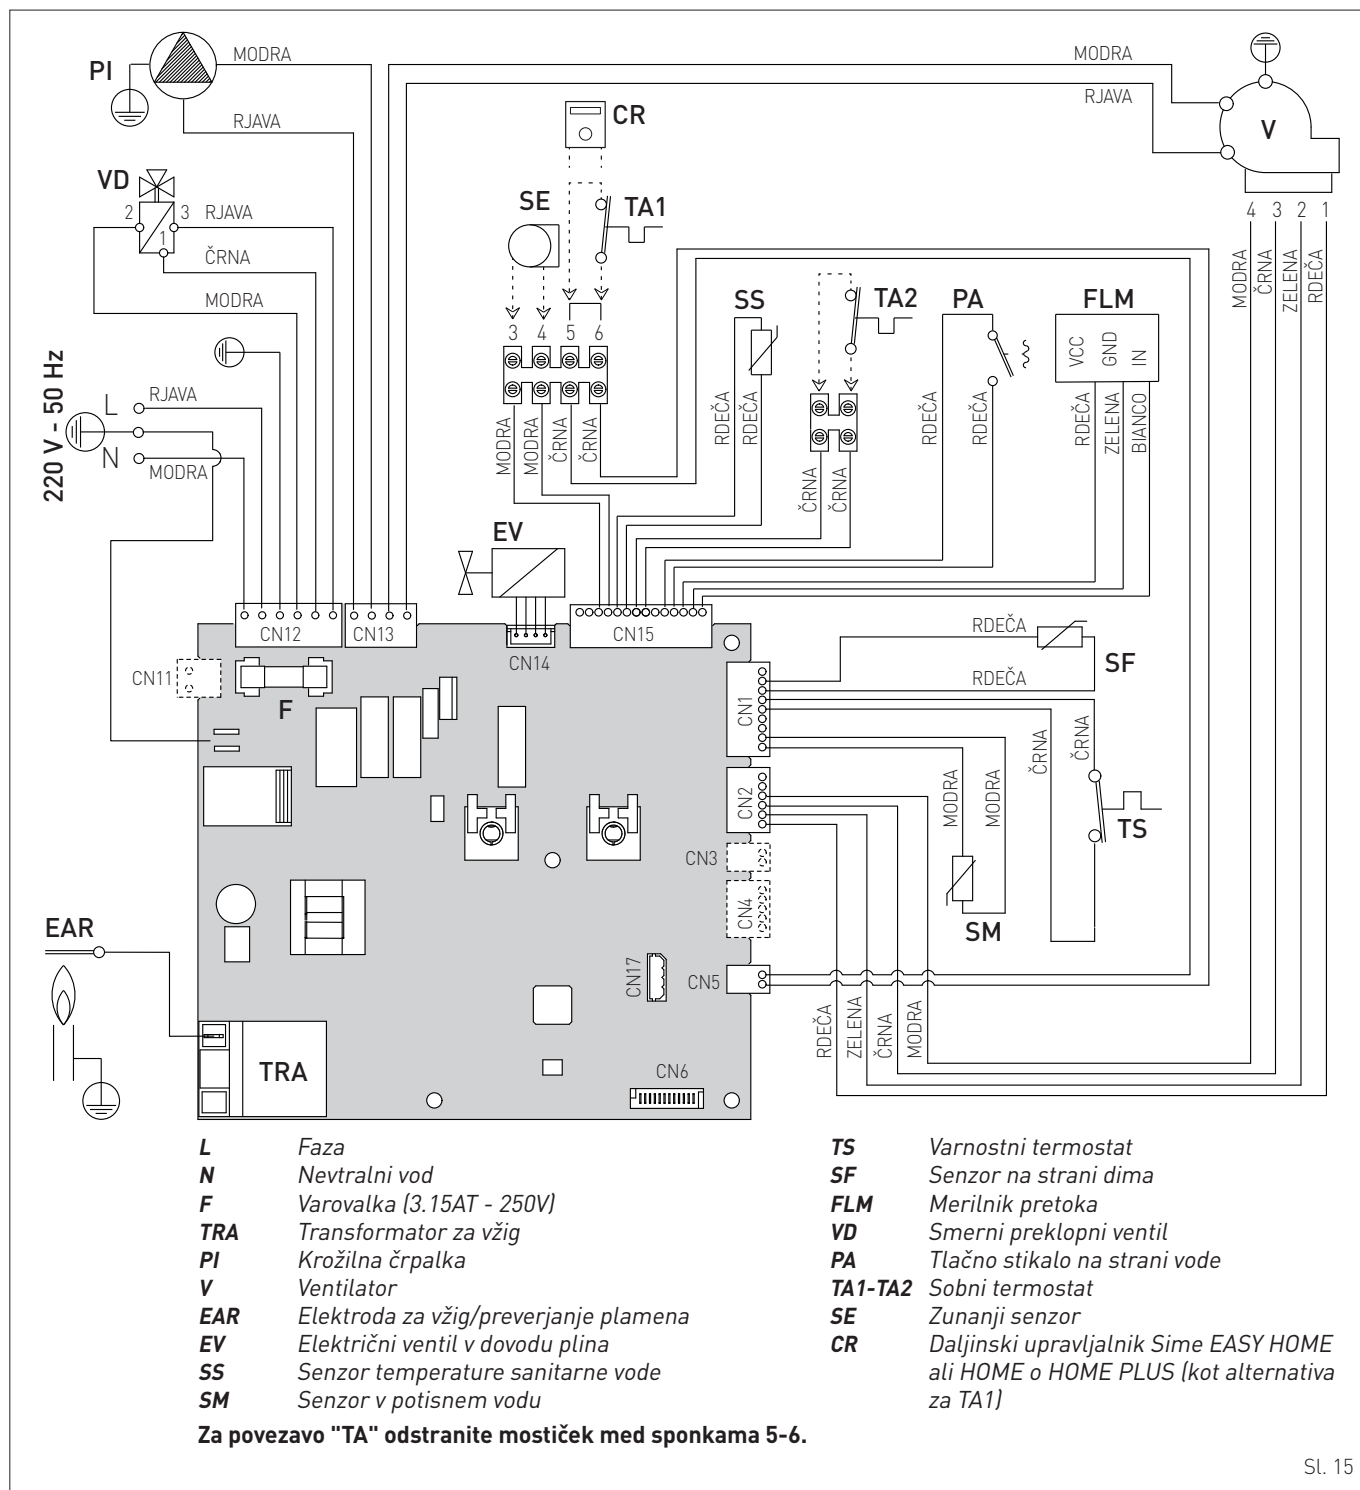 PI
MODRA
RJAVA
VD
2
3
1
RJAVA
ČRNA
MODRA
220 V - 50 Hz
L
N
RJAVA
MODRA
CR
SE
TA1
3
4
5
6
MODRA
MODRA
ČRNA
ČRNA
SS
RDEČA
RDEČA
TA2
ČRNA
ČRNA
PA
RDEČA
RDEČA
FLM
VCC
GND
IN
RDEČA
ZELENA
BIANCO
MODRA
RJAVA
V
4
3
2
1
MODRA
ČRNA
ZELENA
RDEČA
EV
CN12
CN13
CN14
CN15
CN11
F
CN1
CN2
CN3
CN4
CN5
CN17
CN6
RDEČA
RDEČA
SF
ČRNA
ČRNA
TS
MODRA
MODRA
SM
RDEČA
ZELENA
ČRNA
MODRA
EAR
TRA
L Faza
N Nevtralni vod
F Varovalka (3.15AT - 250V)
TRA Transformator za vžig
PI Krožilna črpalka
V Ventilator
EAR Elektroda za vžig/preverjanje plamena
EV Električni ventil v dovodu plina
SS Senzor temperature sanitarne vode
SM Senzor v potisnem vodu
TS Varnostni termostat
SF Senzor na strani dima
FLM Merilnik pretoka
VD Smerni preklopni ventil
PA Tlačno stikalo na strani vode
TA1-TA2 Sobni termostat
SE Zunanji senzor
CR Daljinski upravljalnik Sime EASY HOME
ali HOME o HOME PLUS (kot alternativa
za TA1)
Za povezavo "TA" odstranite mostiček med sponkama 5-6.
Sl. 15